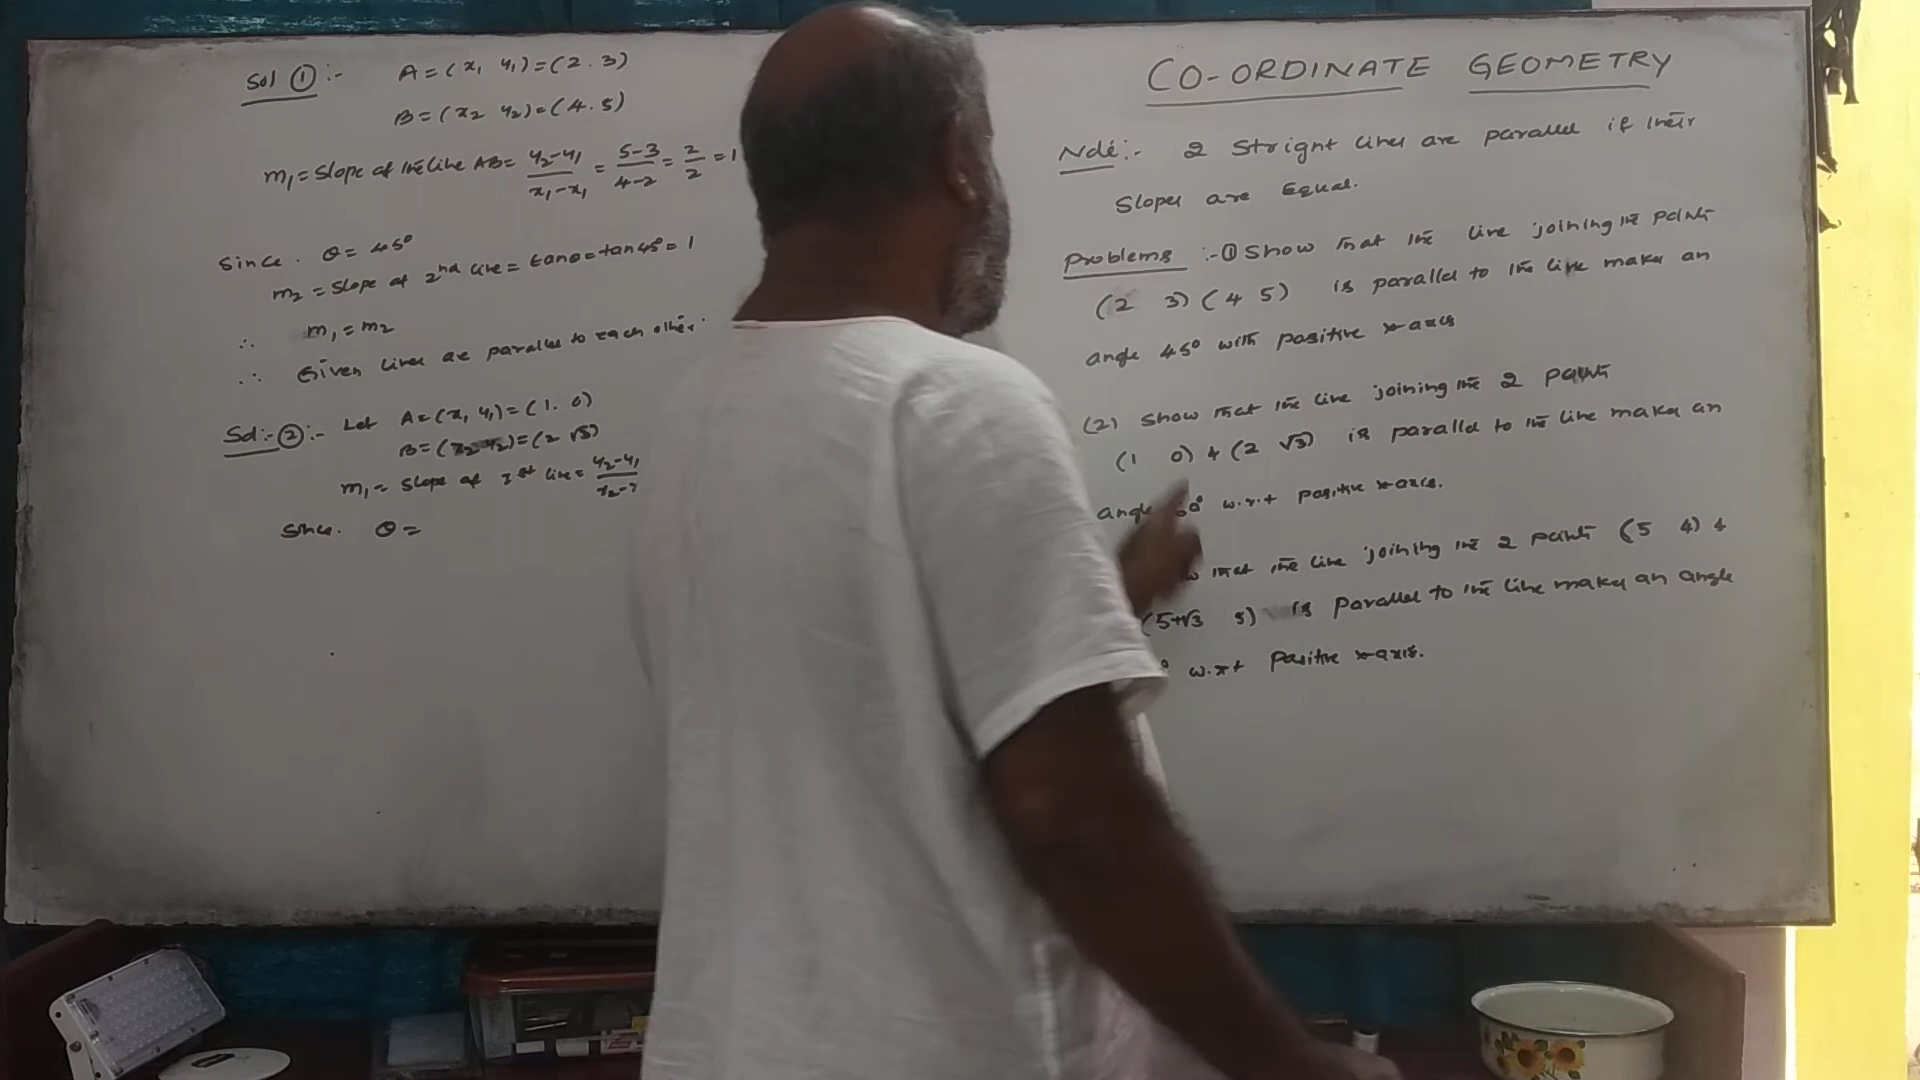 Sol ① :- A = (x₁ y₁) = (2. 3)
B = (x₂ y₂) = (4. 5)
m₁ = Slope of the line AB = y₂-y₁/x₁-x₁ = 5-3/4-2 = 2/2 = 1
Since. θ = 45°
m₂ = Slope of 2nd line = tanθ = tan45° = 1
∴ m₁ = m₂
∴ Given lines are parallel to each other.
Sol:- ② :- Let A = (x₁ y₁) = (1. 0)
B = (x₂ y₂) = (2 √3)
m₁ = Slope of Ist line = y₂-y₁/x₂-
Since. θ =
CO-ORDINATE GEOMETRY
Note :- 2 Strignt lines are parallel if their
Slopes are Equal.
Problems :- ① Show that the line joining the points
(2 3) (4 5) is parallel to the line makes an
angle 45° with positive x-axis
(2) Show that the line joining the 2 points
(1 0) & (2 √3) is parallel to the line makes an
angle 60° w.r.t positive x-axis.
that the line joining the 2 points (5 4) &
(5+√3 5) is parallel to the line makes an angle
° w.r.t Positive x-axis.